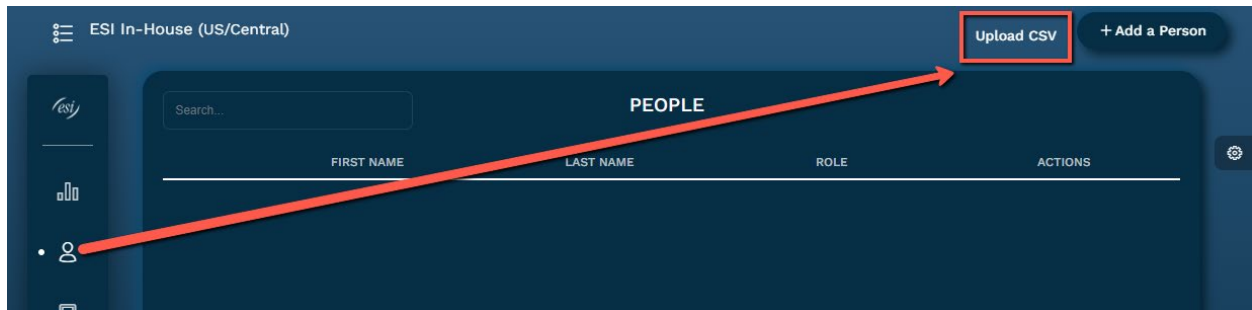 ESI In-House (US/Central)
Upload CSV
+ Add a Person
esi
Search...
PEOPLE
FIRST NAME LAST NAME ROLE ACTIONS